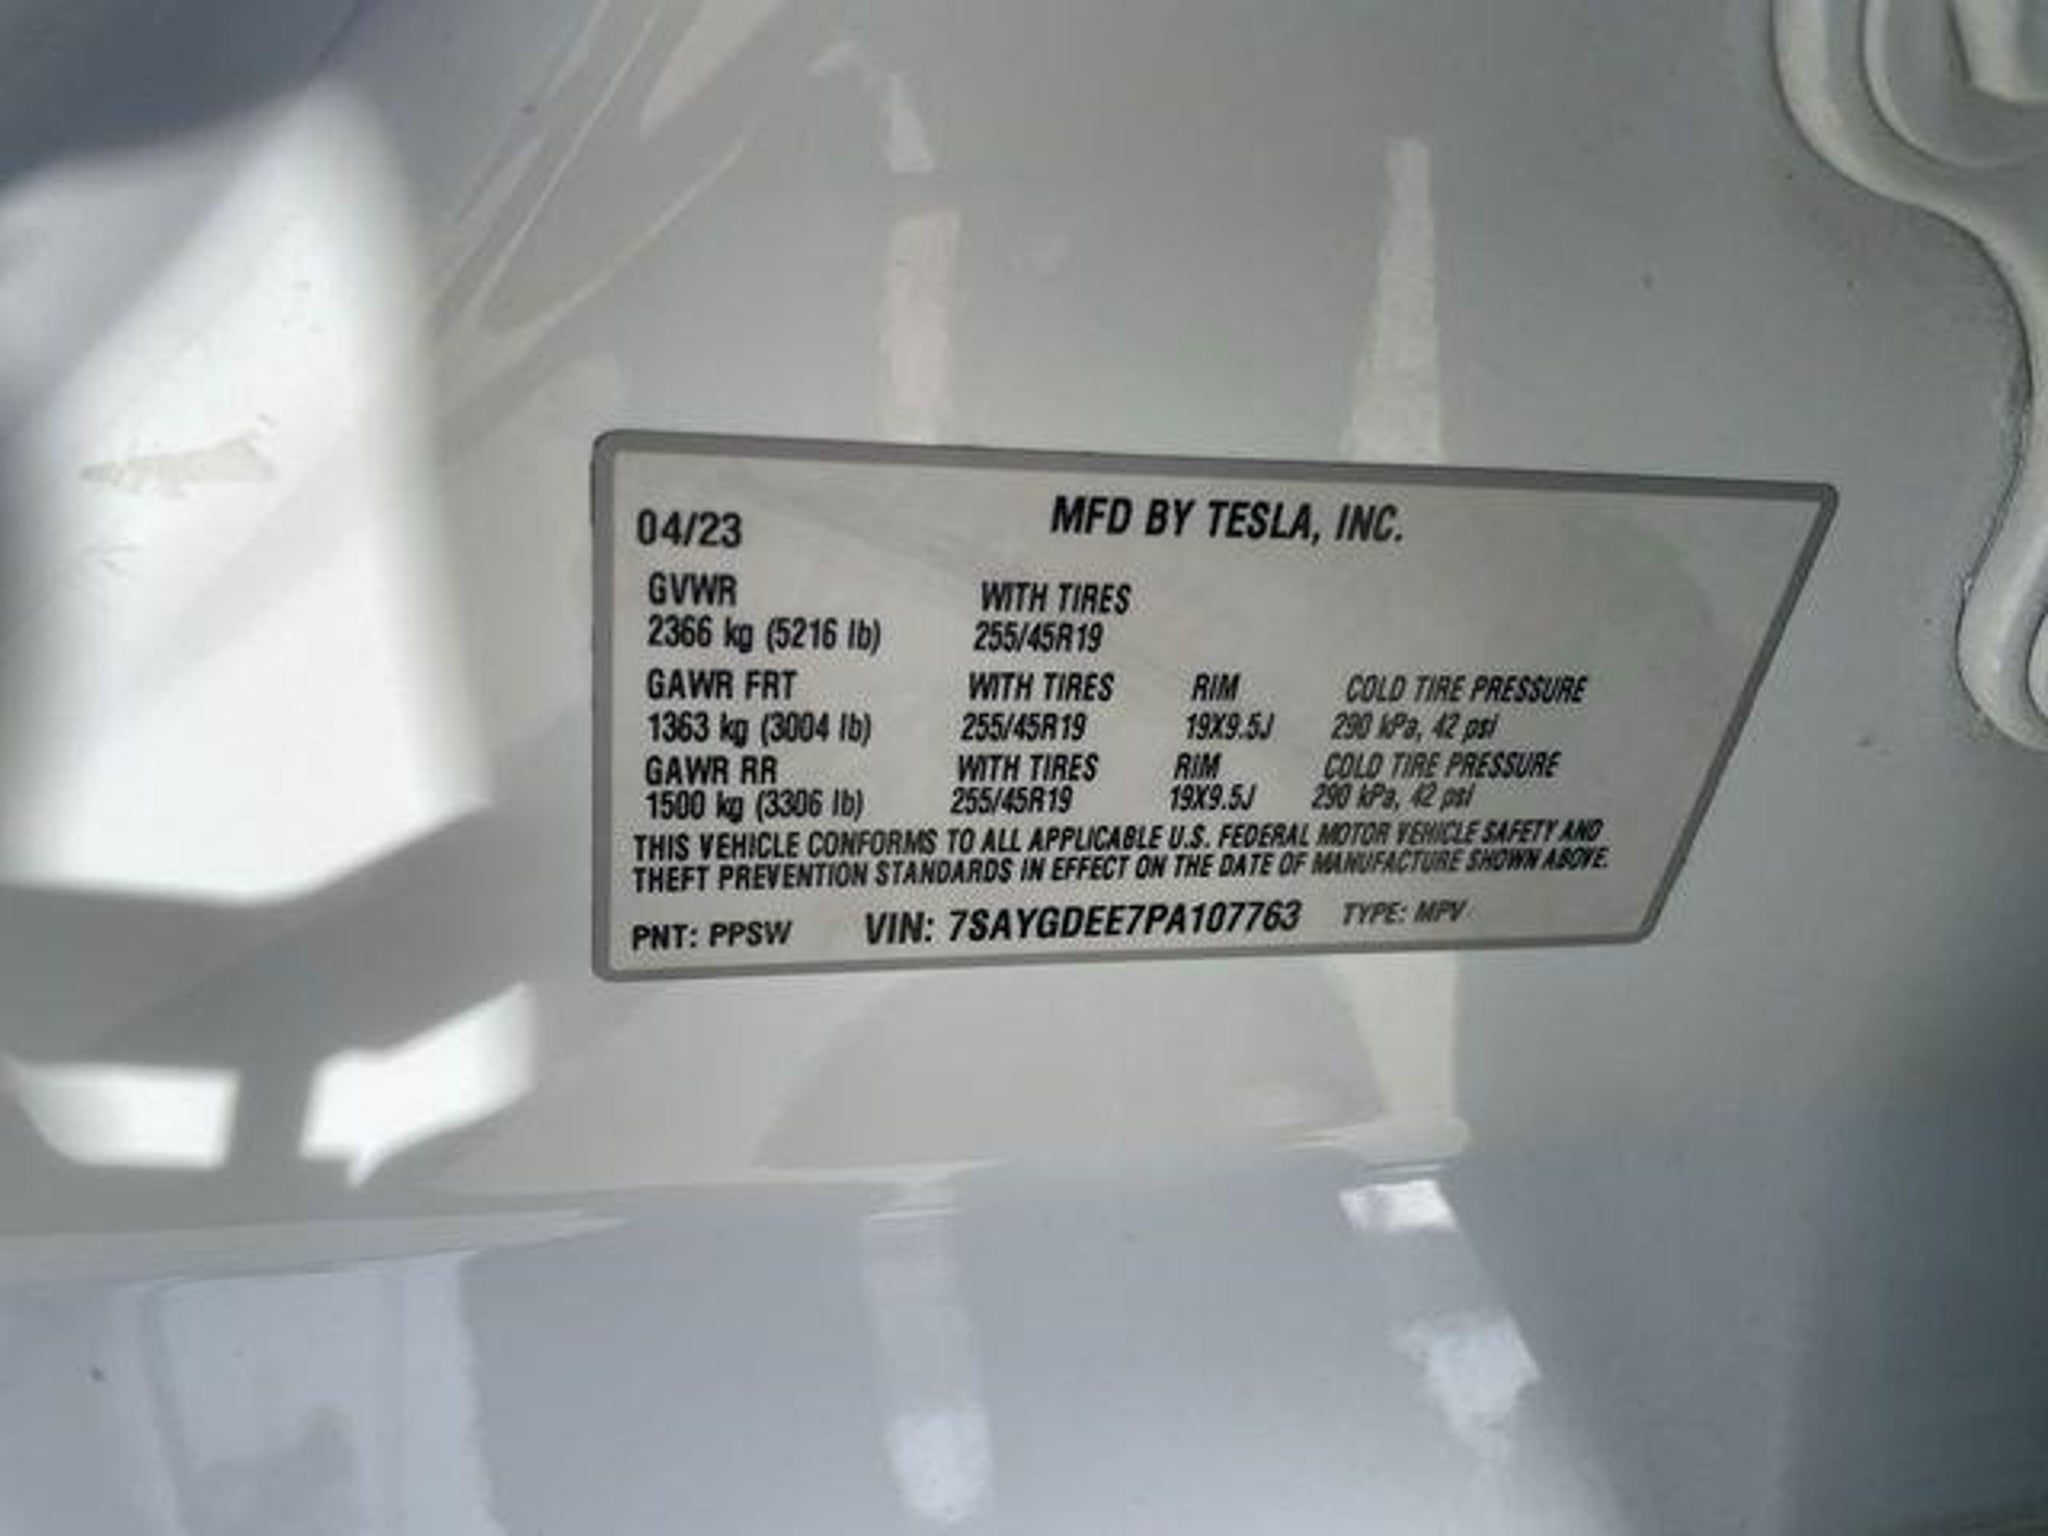 04/23 MFD BY TESLA, INC.
GVWR WITH TIRES
2366 kg (5216 lb) 255/45R19
GAWR FRT WITH TIRES RIM COLD TIRE PRESSURE
1363 kg (3004 lb) 255/45R19 19X9.5J 290 kPa, 42 psi
GAWR RR WITH TIRES RIM COLD TIRE PRESSURE
1500 kg (3306 lb) 255/45R19 19X9.5J 290 kPa, 42 psi
THIS VEHICLE CONFORMS TO ALL APPLICABLE U.S. FEDERAL MOTOR VEHICLE SAFETY AND
THEFT PREVENTION STANDARDS IN EFFECT ON THE DATE OF MANUFACTURE SHOWN ABOVE.
PNT: PPSW VIN: 7SAYGDEE7PA107763 TYPE: MPV